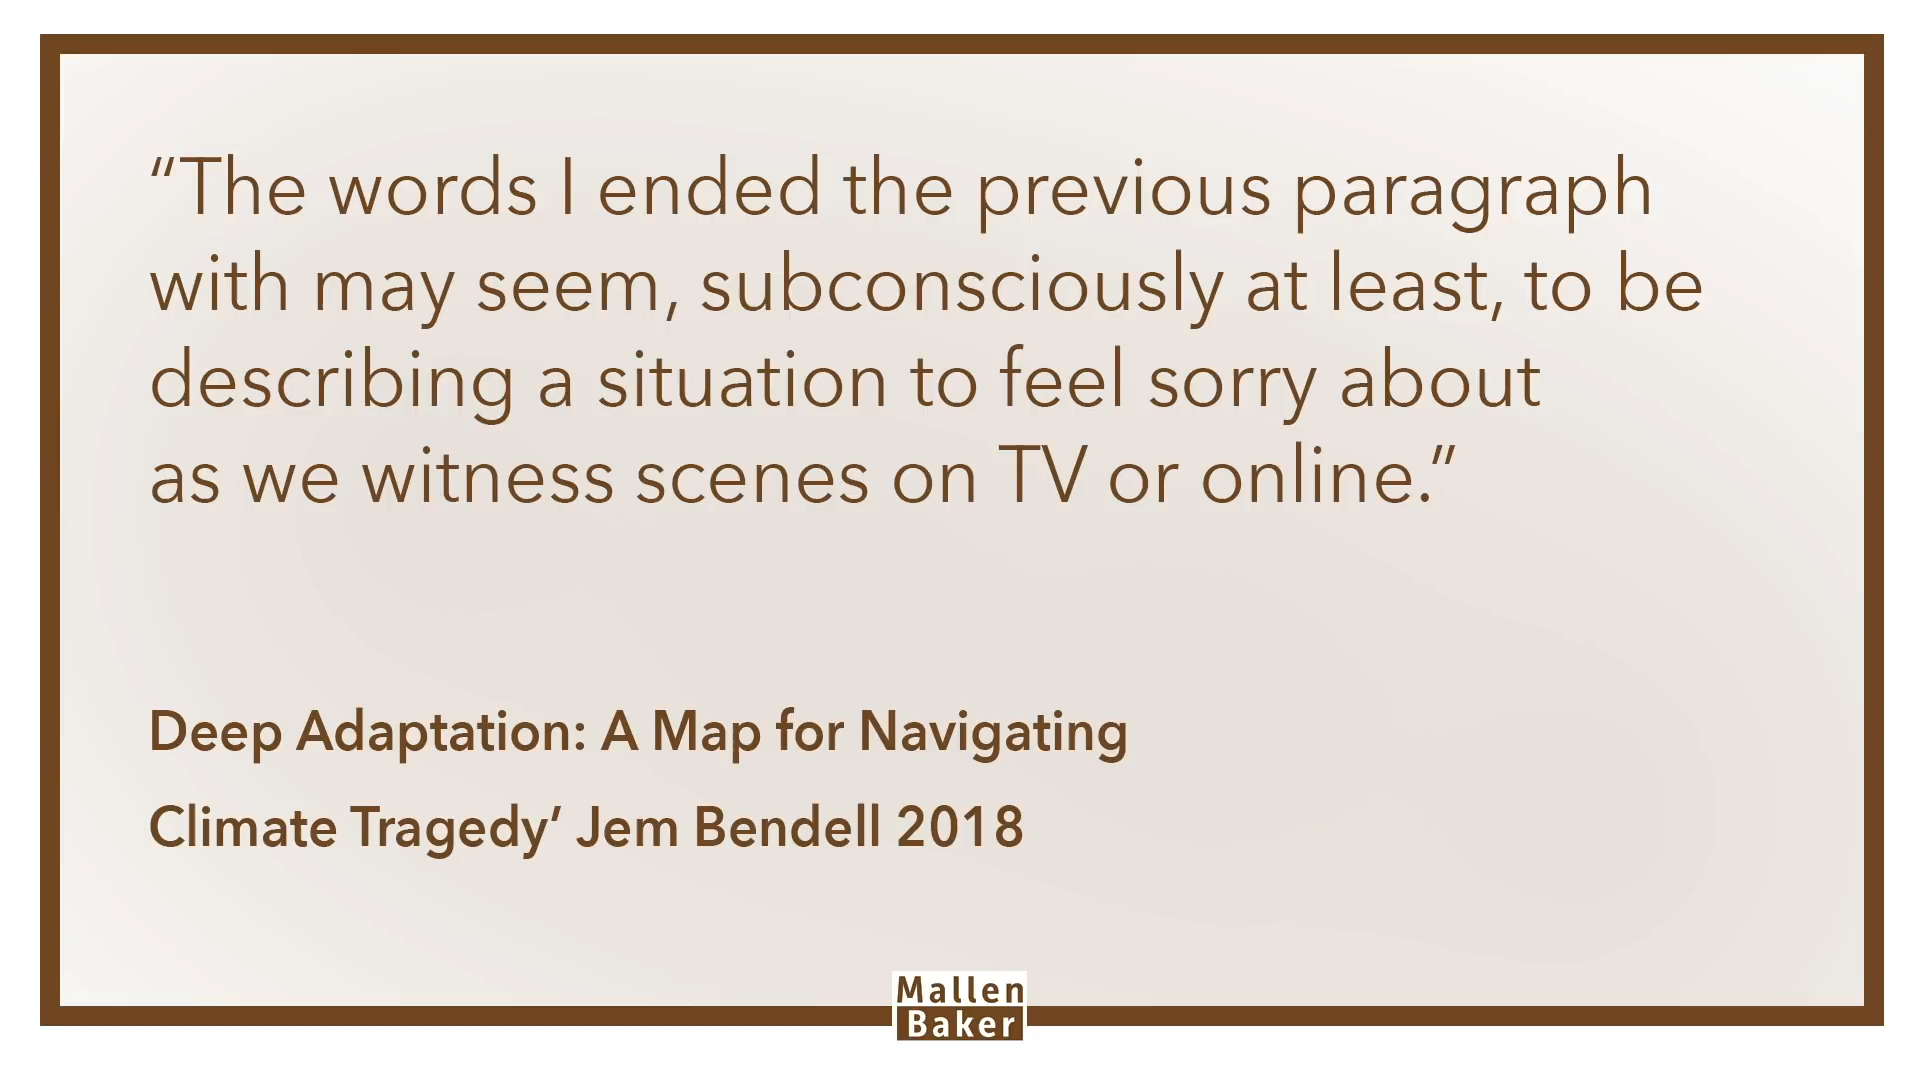 “The words I ended the previous paragraph
with may seem, subconsciously at least, to be
describing a situation to feel sorry about
as we witness scenes on TV or online.”
Deep Adaptation: A Map for Navigating
Climate Tragedy’ Jem Bendell 2018
Mallen
Baker